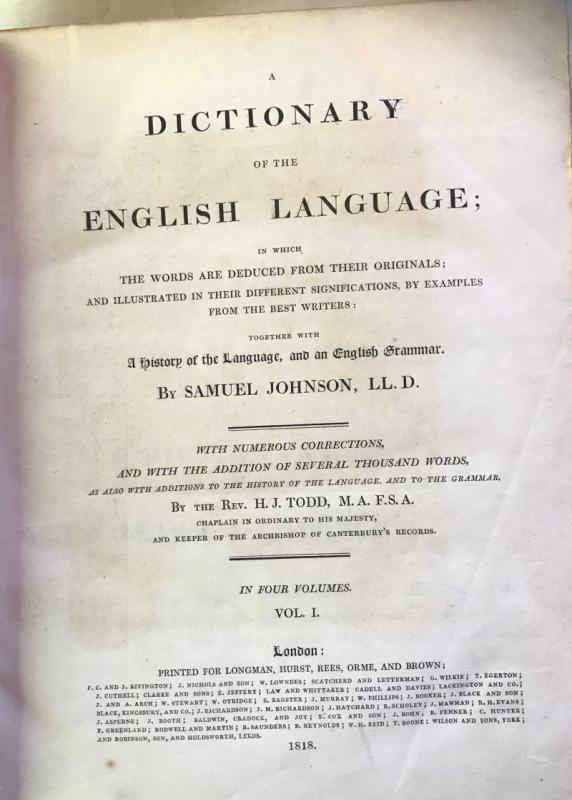 A
DICTIONARY
OF THE
ENGLISH LANGUAGE;
IN WHICH
THE WORDS ARE DEDUCED FROM THEIR ORIGINALS;
AND ILLUSTRATED IN THEIR DIFFERENT SIGNIFICATIONS, BY EXAMPLES
FROM THE BEST WRITERS:
TOGETHER WITH
A History of the Language, and an English Grammar.
BY SAMUEL JOHNSON, LL. D.
WITH NUMEROUS CORRECTIONS,
AND WITH THE ADDITION OF SEVERAL THOUSAND WORDS,
AS ALSO WITH ADDITIONS TO THE HISTORY OF THE LANGUAGE, AND TO THE GRAMMAR,
BY THE REV. H. J. TODD, M.A. F.S.A.
CHAPLAIN IN ORDINARY TO HIS MAJESTY,
AND KEEPER OF THE ARCHBISHOP OF CANTERBURY'S RECORDS.
IN FOUR VOLUMES.
VOL. I.
London:
PRINTED FOR LONGMAN, HURST, REES, ORME, AND BROWN;
F. C. AND J. RIVINGTON; J. NICHOLS AND SON; W. LOWNDES; SCATCHERD AND LETTERMAN; G. WILKIE; T. EGERTON;
J. CUTHELL; CLARKE AND SONS; E. JEFFERY; LAW AND WHITTAKER; CADELL AND DAVIES; LACKINGTON AND CO.;
J. AND A. ARCH; W. STEWART; W. OTRIDGE; S. BAGSTER; J. MURRAY; W. PHILLIPS; J. BOOKER; J. BLACK AND SON;
BLACK, KINGSBURY, AND CO.; J. RICHARDSON; J. M. RICHARDSON; J. HATCHARD; R. SCHOLEY; J. MAWMAN; R. H. EVANS;
J. ASPERNE; J. BOOTH; BALDWIN, CRADOCK, AND JOY; E. COX AND SON; J. BOHN; R. FENNER; C. HUNTER;
E. GREENLAND; RODWELL AND MARTIN; R. SAUNDERS; B. REYNOLDS; W. H. REID; T. BOONE; WILSON AND SONS, YORK;
AND ROBINSON, SON, AND HOLDSWORTH, LEEDS.
1818.